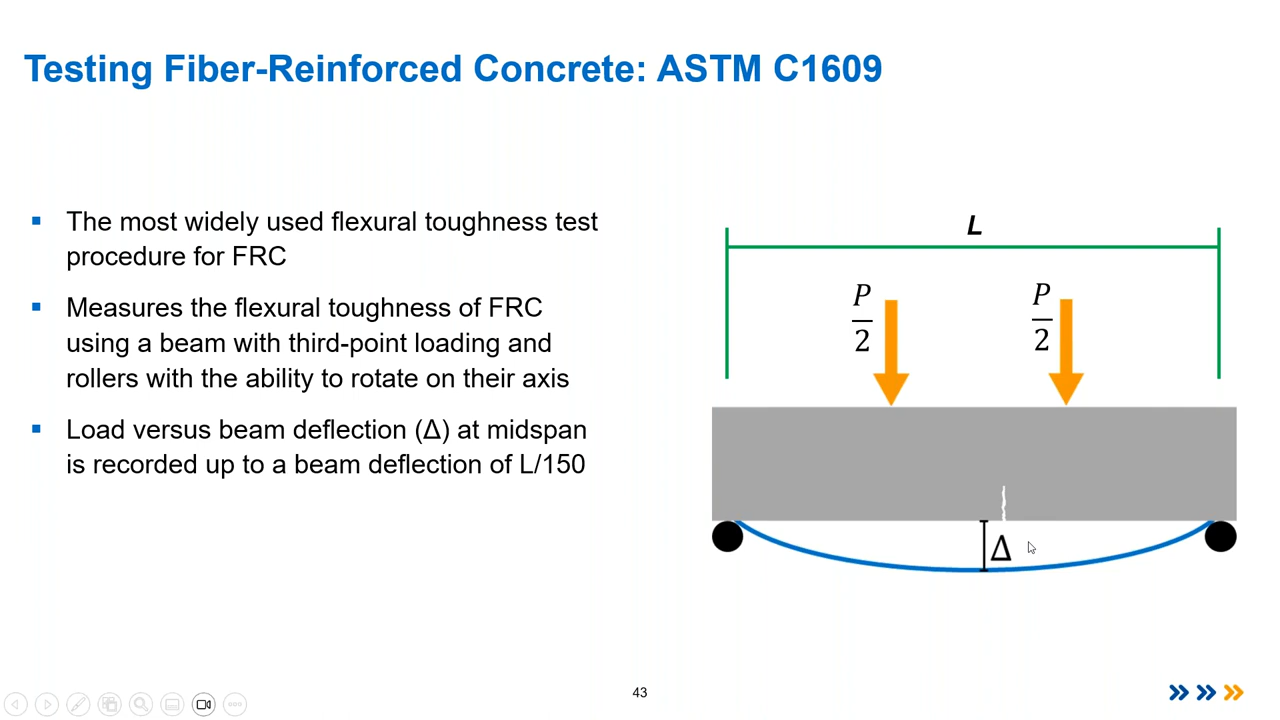 Testing Fiber-Reinforced Concrete: ASTM C1609
▪ The most widely used flexural toughness test
procedure for FRC
▪ Measures the flexural toughness of FRC
using a beam with third-point loading and
rollers with the ability to rotate on their axis
▪ Load versus beam deflection (Δ) at midspan
is recorded up to a beam deflection of L/150
L
P/2
P/2
Δ
43